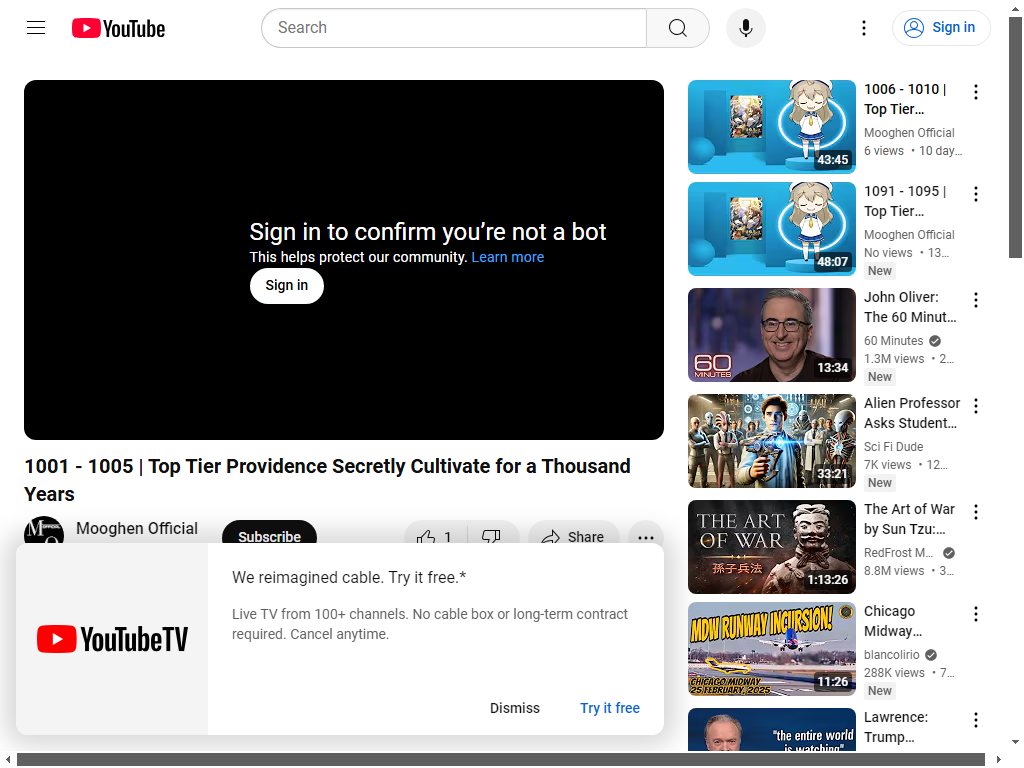 YouTube
Search
Sign in
Sign in to confirm you’re not a bot
This helps protect our community. Learn more
Sign in
1001 - 1005 | Top Tier Providence Secretly Cultivate for a Thousand
Years
Mooghen Official
Subscribe
1
Share
YouTubeTV
We reimagined cable. Try it free.*
Live TV from 100+ channels. No cable box or long-term contract
required. Cancel anytime.
Dismiss
Try it free
43:45
1006 - 1010 |
Top Tier…
Mooghen Official
6 views • 10 day…
48:07
1091 - 1095 |
Top Tier…
Mooghen Official
No views • 13…
New
60
MINUTES
13:34
John Oliver:
The 60 Minut…
60 Minutes
1.3M views • 2…
New
33:21
Alien Professor
Asks Student…
Sci Fi Dude
7K views • 12…
New
THE ART
OF WAR
孫子兵法
1:13:26
The Art of War
by Sun Tzu:…
RedFrost M…
8.8M views • 3…
MDW RUNWAY INCURSION!
CHICAGO MIDWAY
25 FEBRUARY, 2025
11:26
Chicago
Midway…
blancolirio
288K views • 7…
New
"the entire world
is watching"
Lawrence:
Trump…